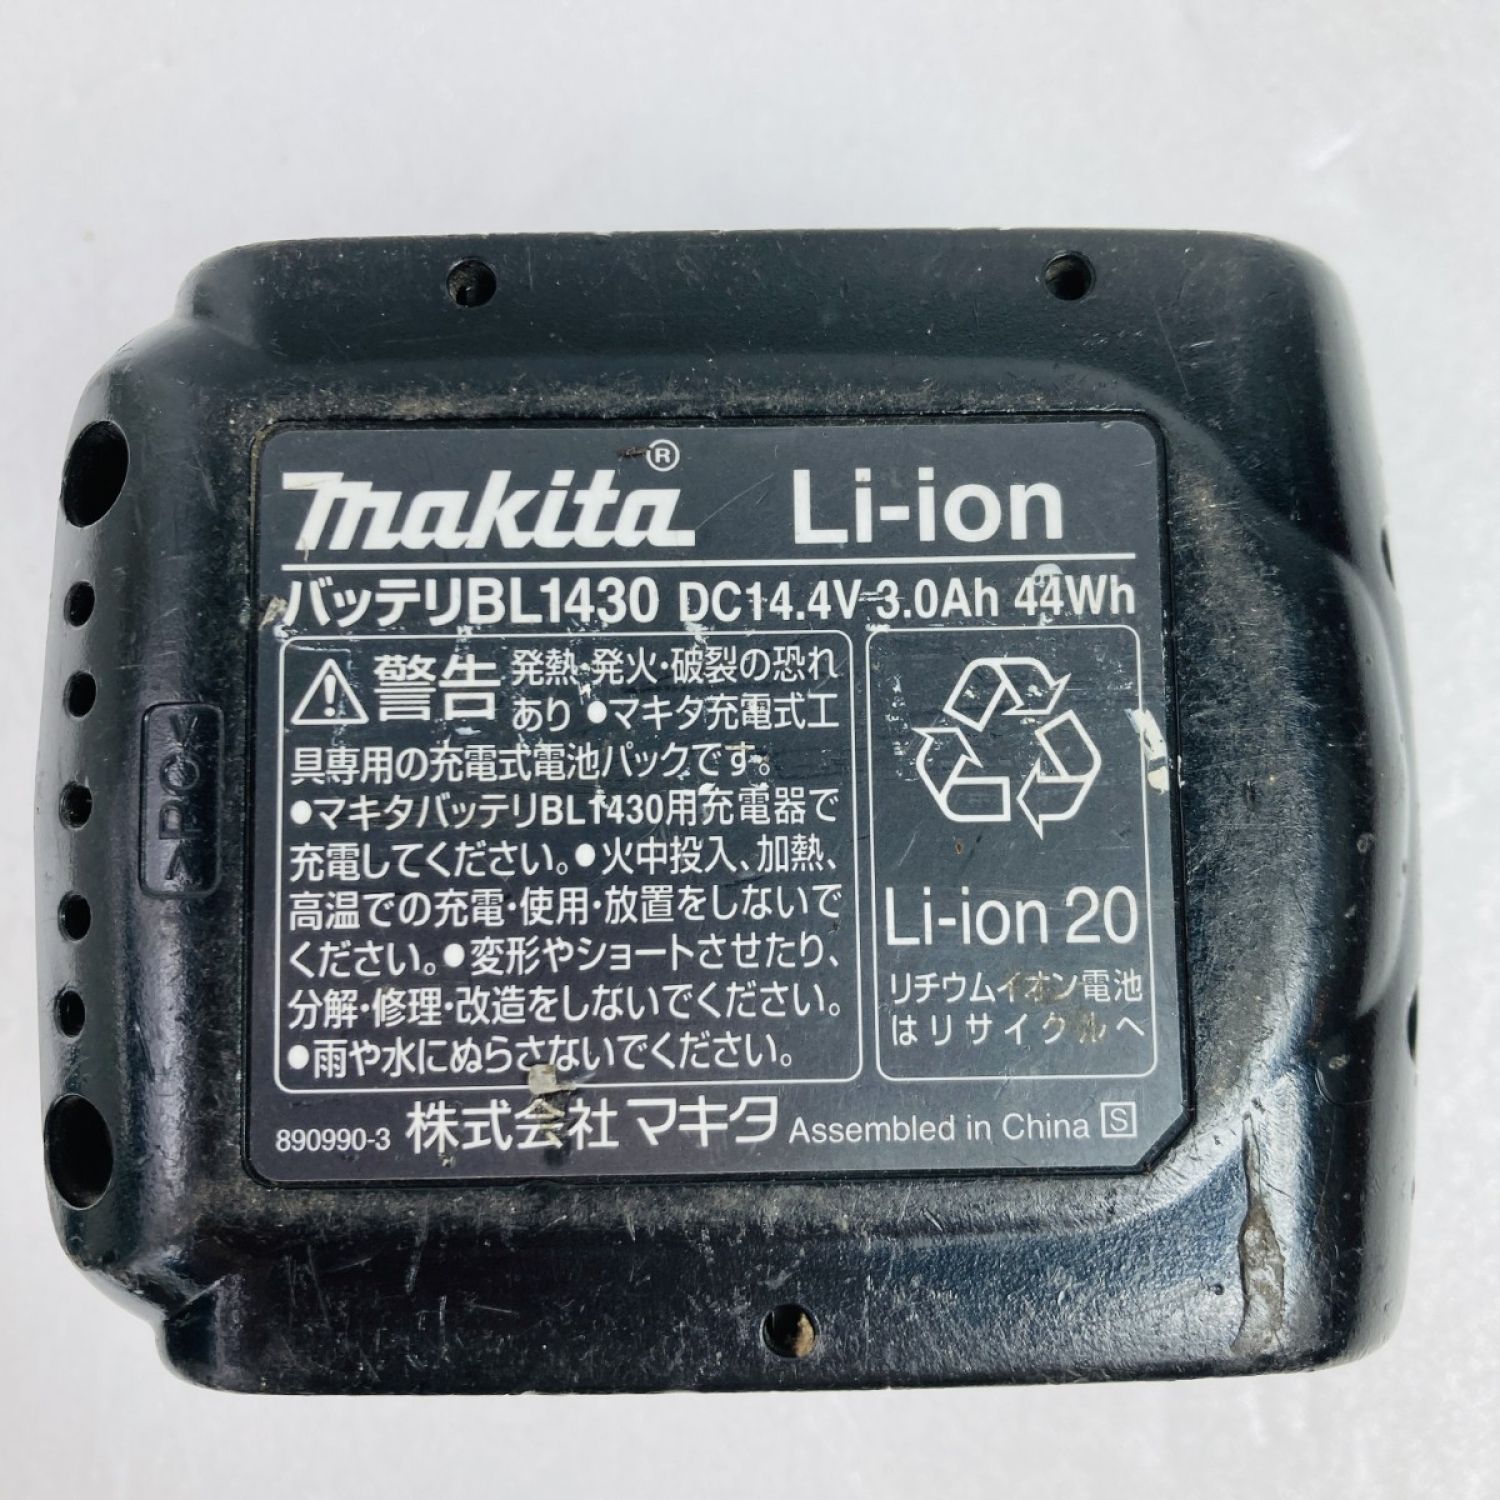 makita® Li-ion
バッテリBL1430 DC14.4V 3.0Ah 44Wh
警告 発熱・発火・破裂の恐れ
あり ●マキタ充電式工
具専用の充電式電池パックです。
●マキタバッテリBL1430用充電器で
充電してください。●火中投入、加熱、
高温での充電・使用・放置をしないで
ください。●変形やショートさせたり、
分解・修理・改造をしないでください。
●雨や水にぬらさないでください。
Li-ion 20
リチウムイオン電池
はリサイクルへ
890990-3 株式会社マキタ Assembled in China S